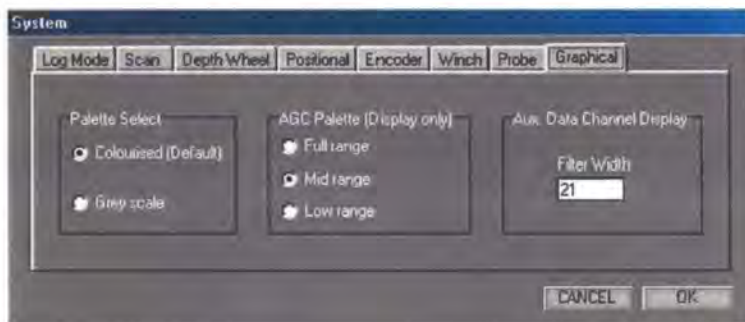 System
Log Mode Scan Depth Wheel Positional Encoder Winch Probe Graphical
Palette Select
Colourised (Default)
Grey scale
AGC Palette (Display only)
Full range
Mid range
Low range
Aux. Data Channel Display
Filter Width
21
CANCEL OK